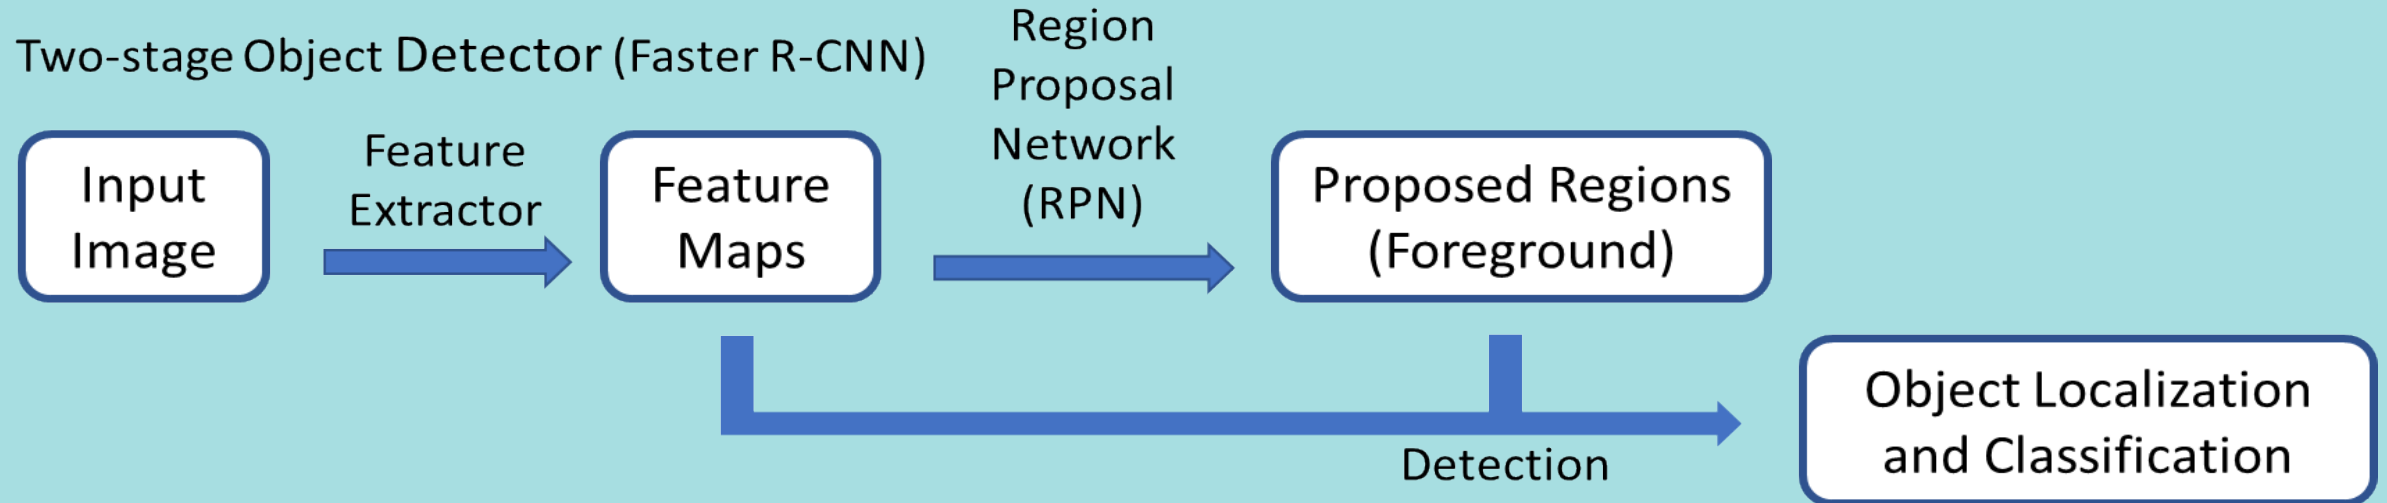 Two-stage Object Detector (Faster R-CNN)
Region
Proposal
Network
(RPN)
Input
Image
Feature
Extractor
Feature
Maps
Proposed Regions
(Foreground)
Detection
Object Localization
and Classification